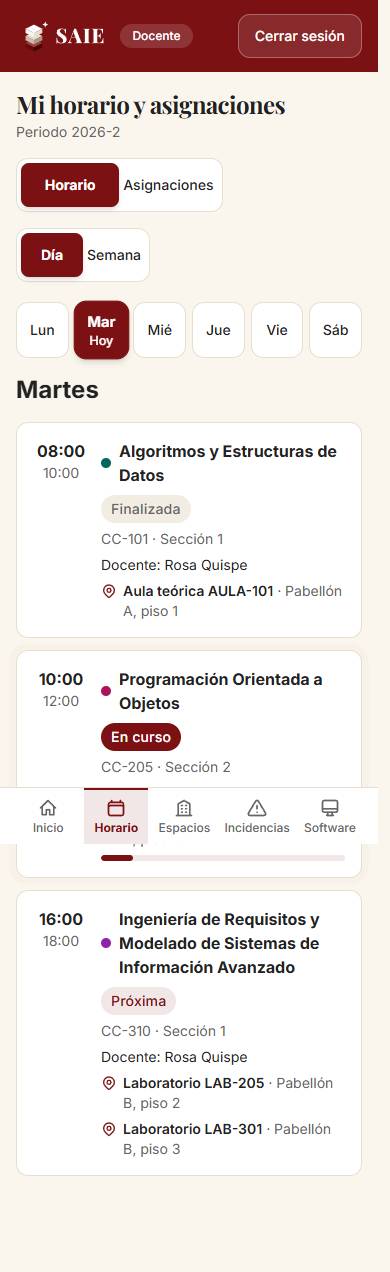 SAIE
Docente
Cerrar sesión
Mi horario y asignaciones
Periodo 2026-2
Horario
Asignaciones
Día
Semana
Lun
Mar
Hoy
Mié
Jue
Vie
Sáb
Martes
08:00
10:00
Algoritmos y Estructuras de
Datos
Finalizada
CC-101 · Sección 1
Docente: Rosa Quispe
Aula teórica AULA-101 · Pabellón
A, piso 1
10:00
12:00
Programación Orientada a
Objetos
En curso
CC-205 · Sección 2
Inicio
Horario
Espacios
Incidencias
Software
16:00
18:00
Ingeniería de Requisitos y
Modelado de Sistemas de
Información Avanzado
Próxima
CC-310 · Sección 1
Docente: Rosa Quispe
Laboratorio LAB-205 · Pabellón
B, piso 2
Laboratorio LAB-301 · Pabellón
B, piso 3